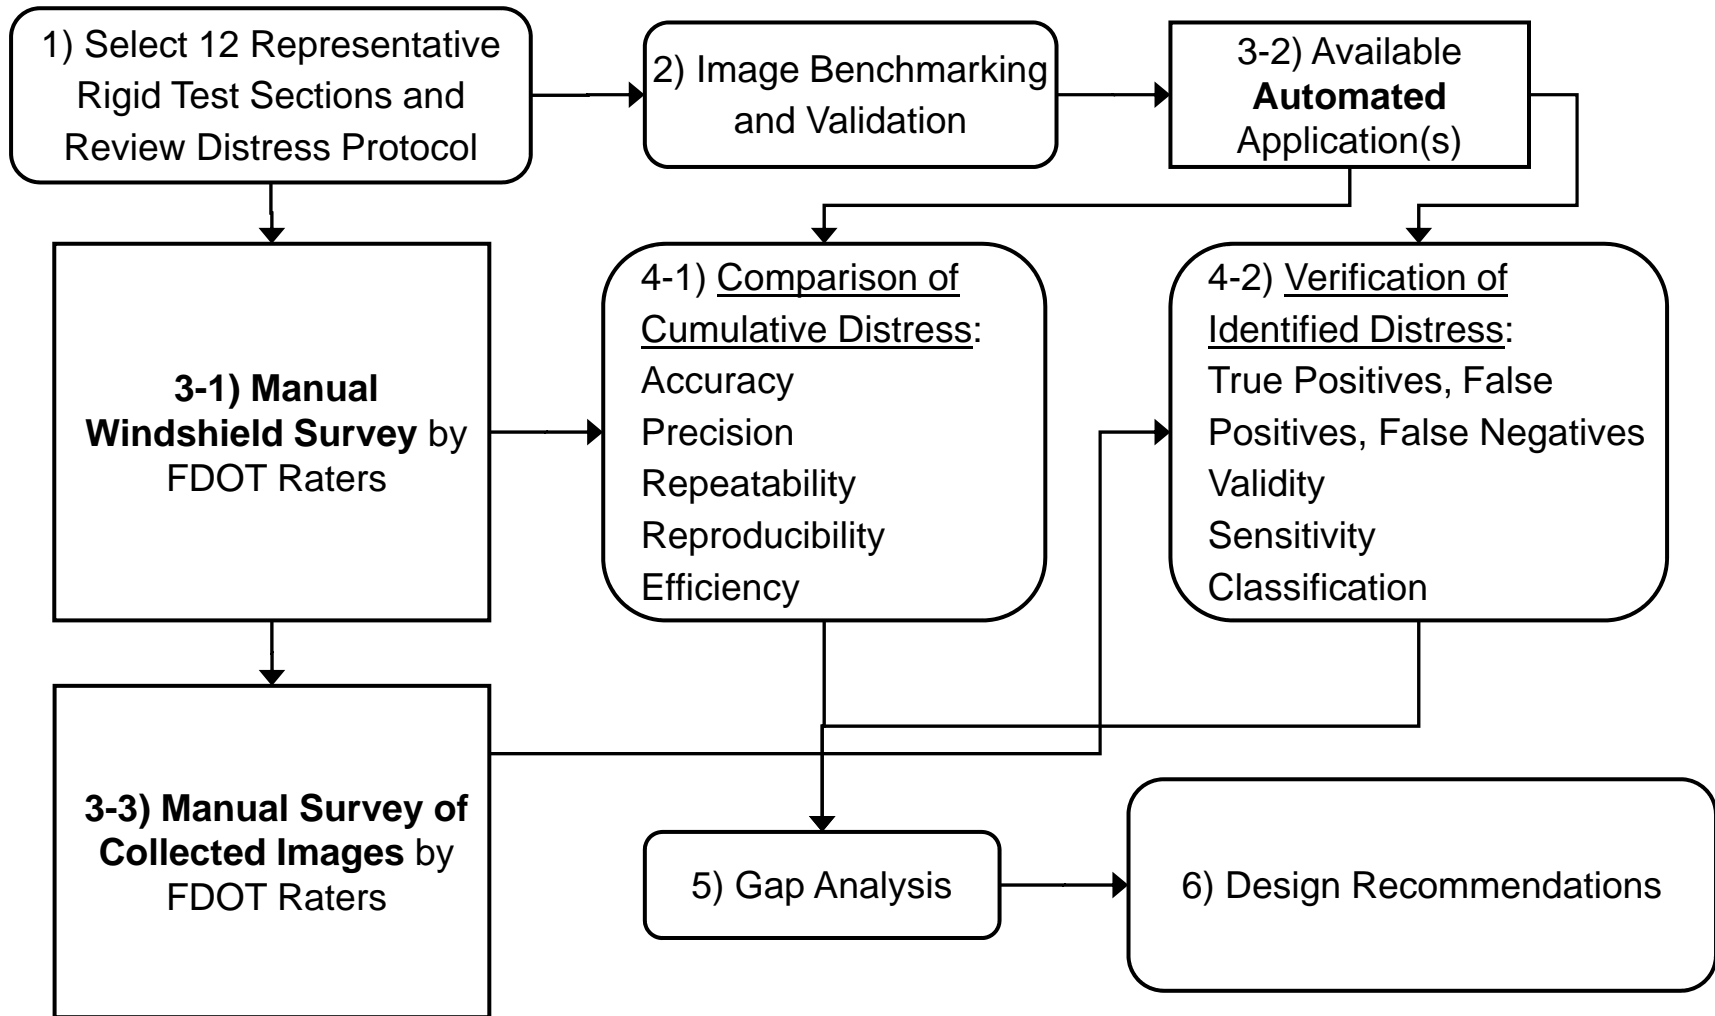 1) Select 12 Representative
Rigid Test Sections and
Review Distress Protocol
2) Image Benchmarking
and Validation
3-2) Available
Automated
Application(s)
3-1) Manual
Windshield Survey by
FDOT Raters
4-1) Comparison of
Cumulative Distress:
Accuracy
Precision
Repeatability
Reproducibility
Efficiency
4-2) Verification of
Identified Distress:
True Positives, False
Positives, False Negatives
Validity
Sensitivity
Classification
3-3) Manual Survey of
Collected Images by
FDOT Raters
5) Gap Analysis
6) Design Recommendations